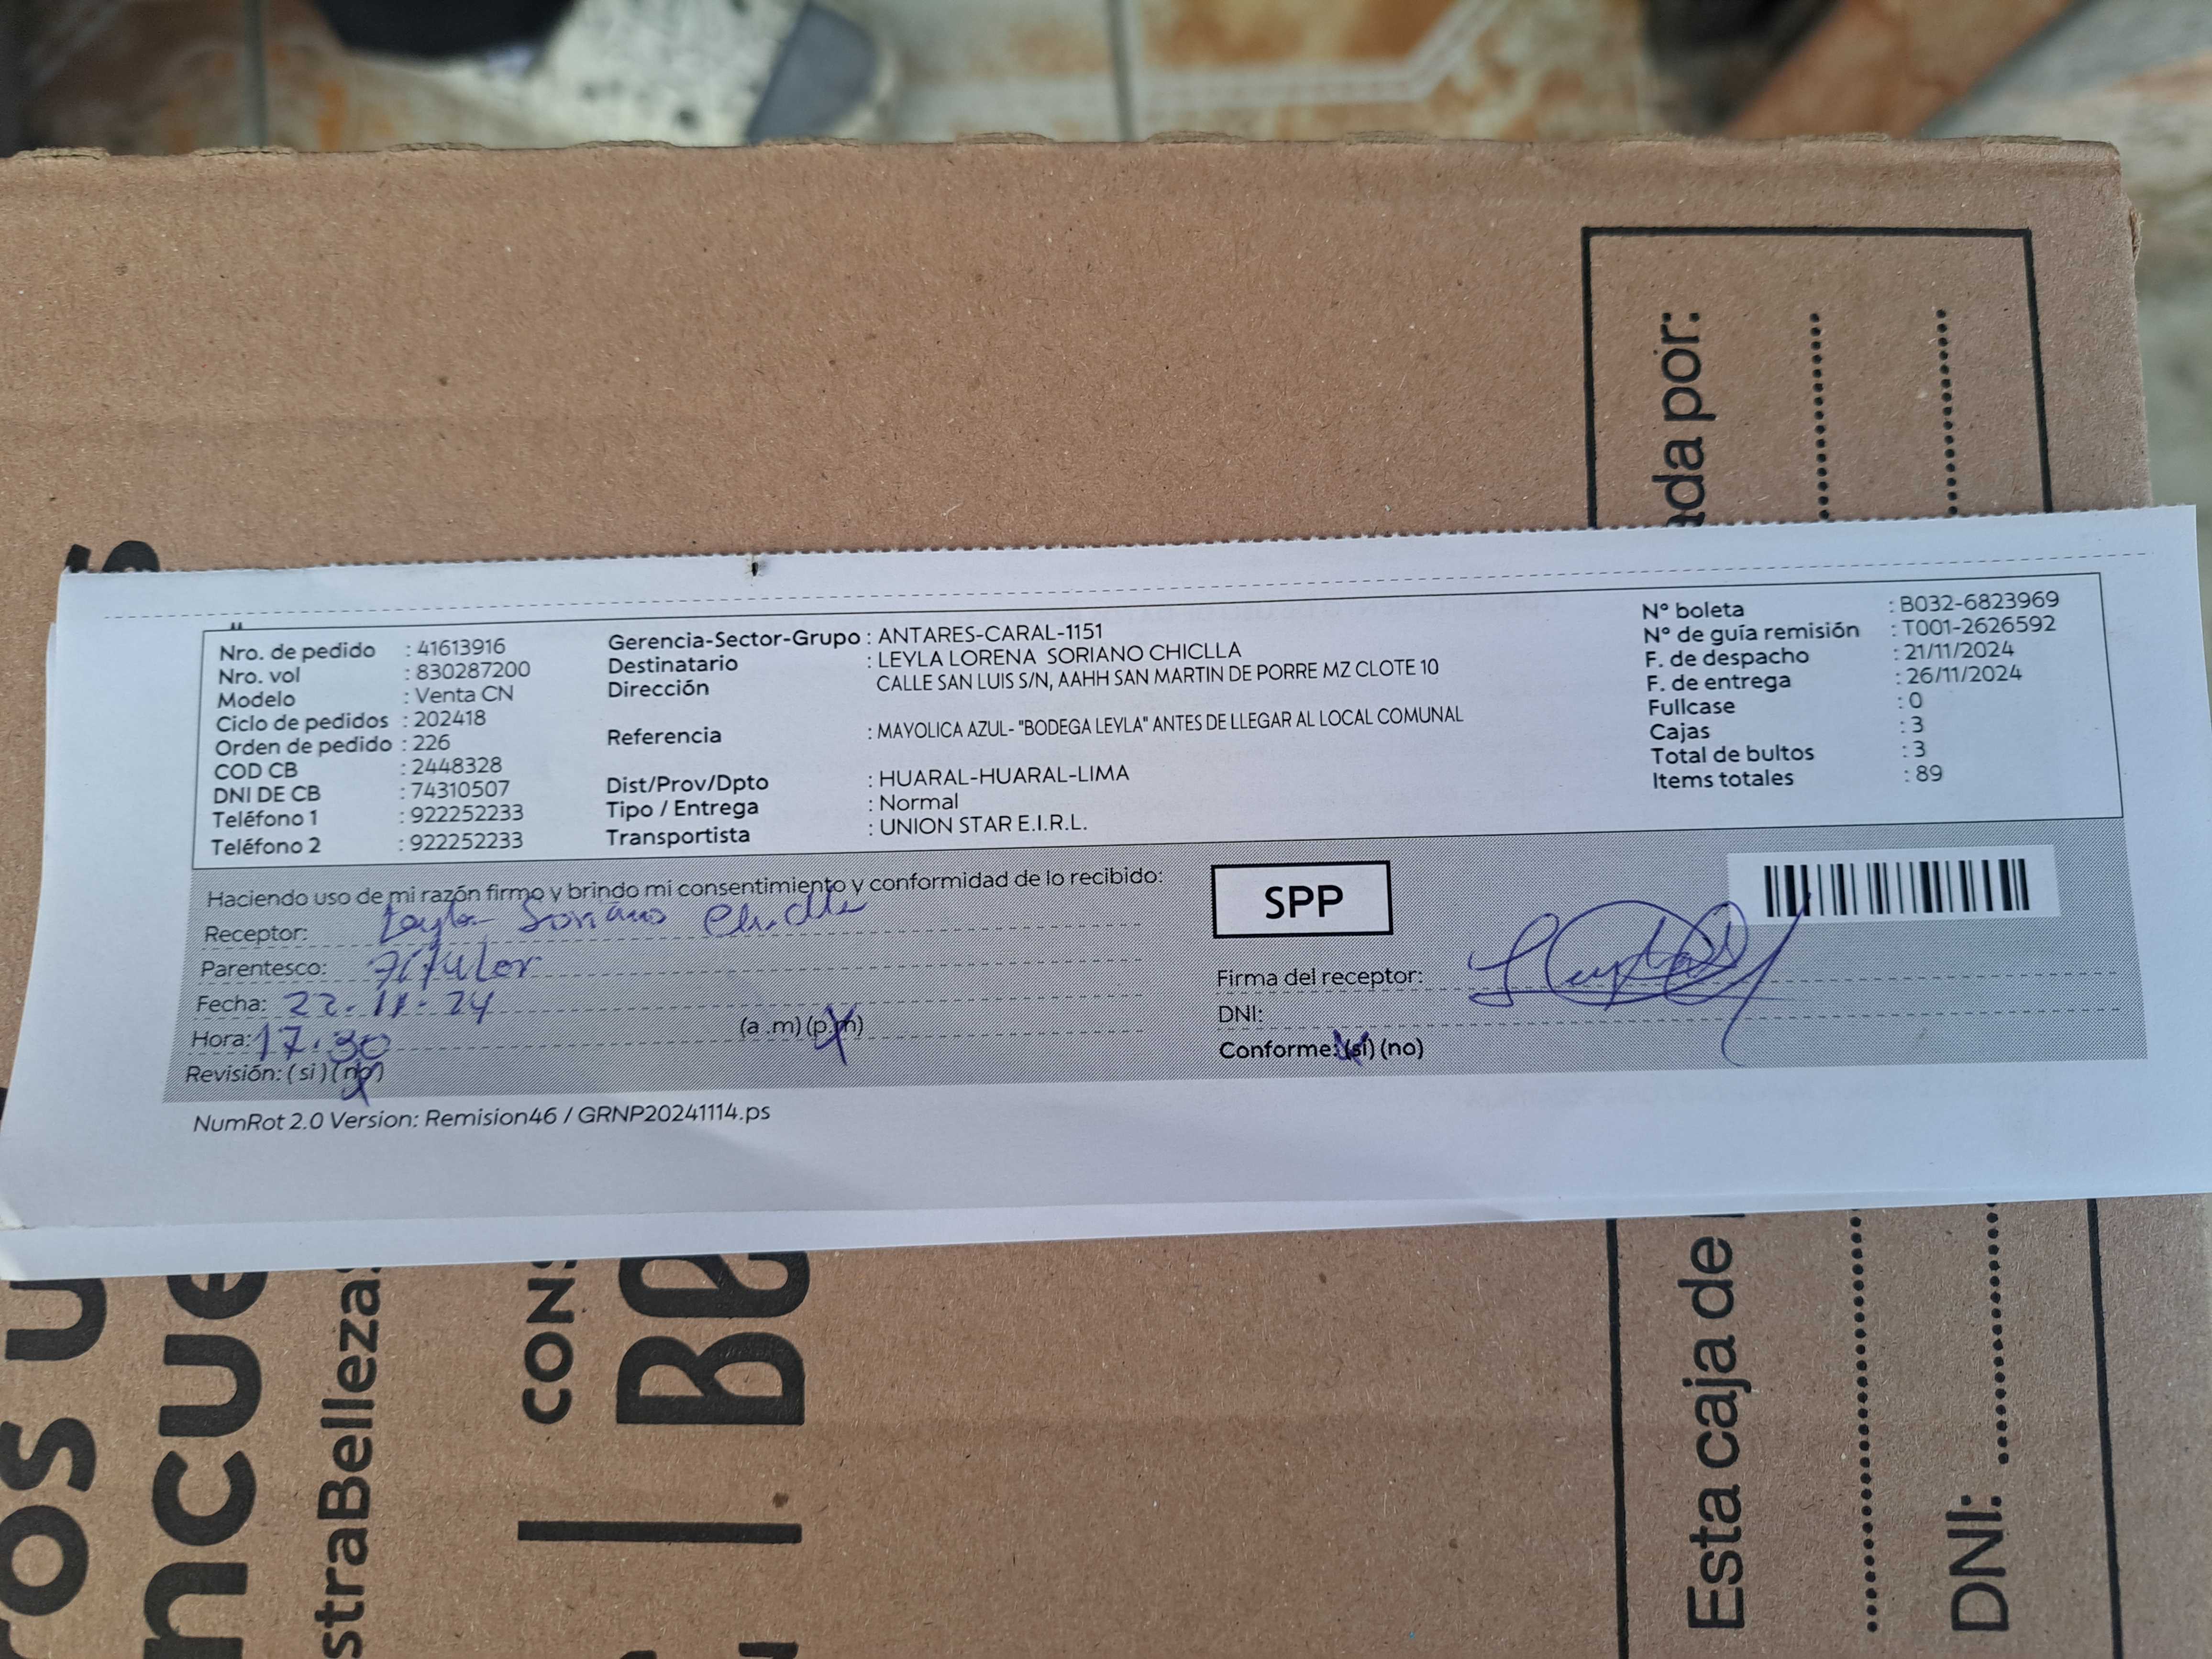 Nro. de pedido : 41613916
Nro. vol : 830287200
Modelo : Venta CN
Ciclo de pedidos : 202418
Orden de pedido : 226
COD CB : 2448328
DNI DE CB : 74310507
Teléfono 1 : 922252233
Teléfono 2 : 922252233
Gerencia-Sector-Grupo : ANTARES-CARAL-1151
Destinatario : LEYLA LORENA SORIANO CHICLLA
Dirección CALLE SAN LUIS S/N, AAHH SAN MARTIN DE PORRE MZ CLOTE 10
Referencia : MAYOLICA AZUL- "BODEGA LEYLA" ANTES DE LLEGAR AL LOCAL COMUNAL
Dist/Prov/Dpto : HUARAL-HUARAL-LIMA
Tipo / Entrega : Normal
Transportista : UNION STAR E.I.R.L.
N° boleta : B032-6823969
N° de guía remisión : T001-2626592
F. de despacho : 21/11/2024
F. de entrega : 26/11/2024
Fullcase : 0
Cajas : 3
Total de bultos : 3
Items totales : 89
Haciendo uso de mi razón firmo y brindo mi consentimiento y conformidad de lo recibido:
Receptor: Leyla Soriano Chiclla
Parentesco: Titular
Fecha: 22-11-24
Hora: 17:30 (a .m) (p.m)
Revisión: (si) (no)
SPP
Firma del receptor:
DNI:
Conforme: (si) (no)
NumRot 2.0 Version: Remision46 / GRNP20241114.ps
ada por:
Esta caja de
DNI:
straBelleza
CONS